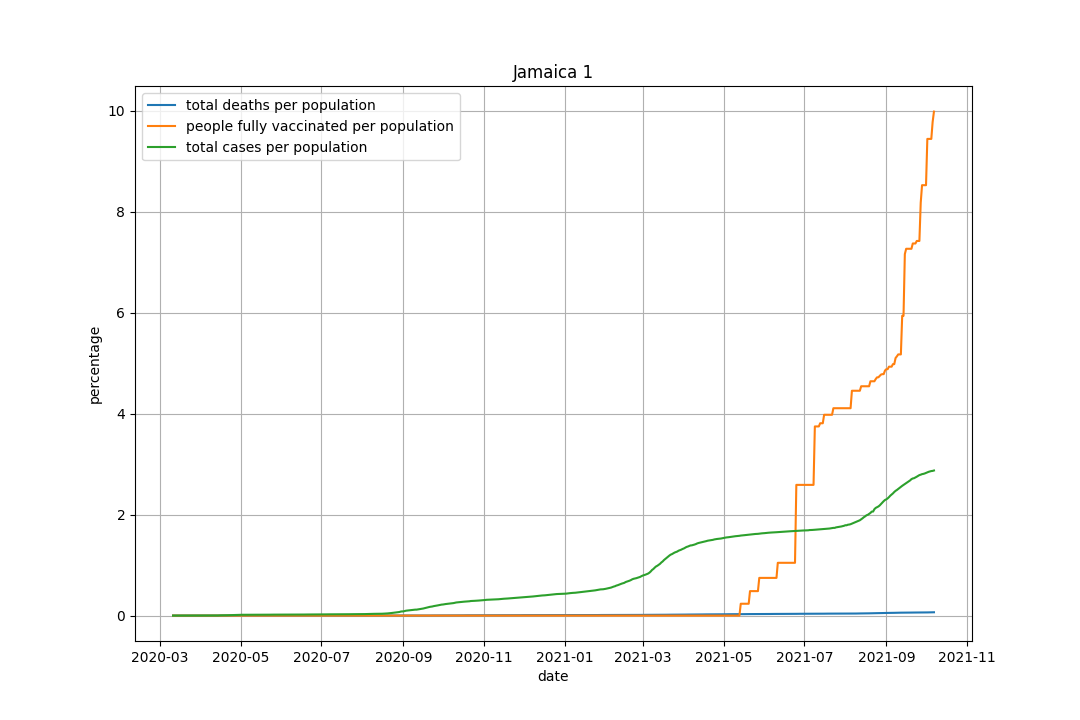 Jamaica 1
total deaths per population
people fully vaccinated per population
total cases per population
percentage
10
8
6
4
2
0
2020-03 2020-05 2020-07 2020-09 2020-11 2021-01 2021-03 2021-05 2021-07 2021-09 2021-11
date